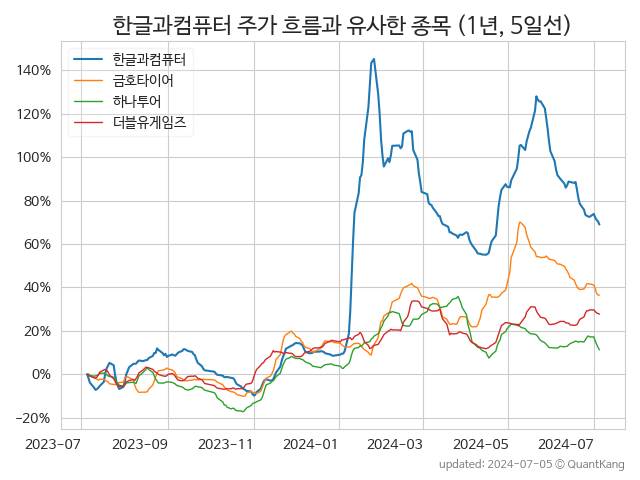 한글과컴퓨터 주가 흐름과 유사한 종목 (1년, 5일선)
한글과컴퓨터
금호타이어
하나투어
더블유게임즈
140%
120%
100%
80%
60%
40%
20%
0%
−20%
2023-07 2023-09 2023-11 2024-01 2024-03 2024-05 2024-07
updated: 2024-07-05 © QuantKang